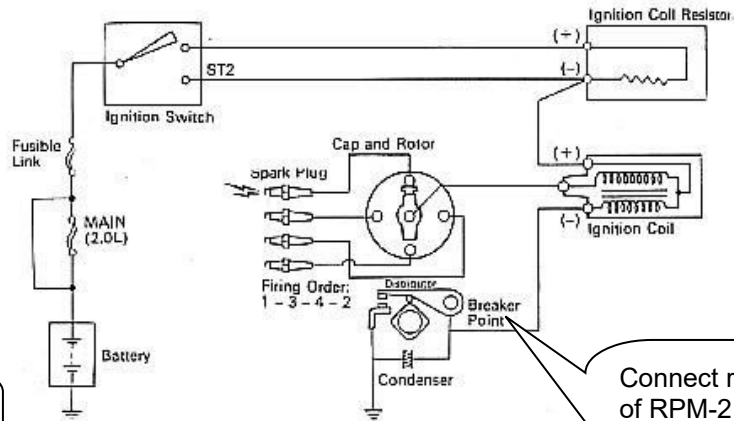 Ignition Coil Resistor
(+)
(-)
ST2
Ignition Switch
Fusible
Link
Cap and Rotor
Spark Plug
(+)
MAIN
(2.0L)
(-)
Ignition Coil
Firing Order:
1 - 3 - 4 - 2
Distributor
Breaker
Point
Battery
Condenser
Connect
of RPM-2